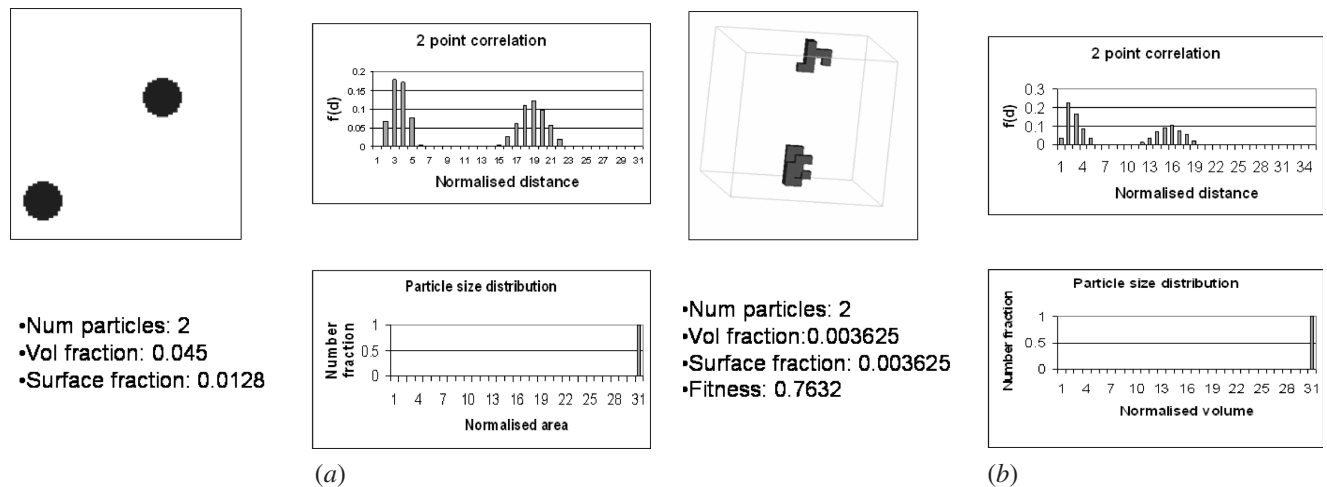 2 point correlation
0.2
0.15
0.1
0.05
0
f(d)
1 3 5 7 9 11 13 15 17 19 21 23 25 27 29 31
Normalised distance
•Num particles: 2
•Vol fraction: 0.045
•Surface fraction: 0.0128
Particle size distribution
Number
fraction
1
0.5
0
1 4 7 10 13 16 19 22 25 28 31
Normalised area
(a)
2 point correlation
0.3
0.2
0.1
0
f(d)
1 4 7 10 13 16 19 22 25 28 31 34
Normalised distance
•Num particles: 2
•Vol fraction:0.003625
•Surface fraction: 0.003625
•Fitness: 0.7632
Particle size distribution
Number fraction
1
0.5
0
1 4 7 10 13 16 19 22 25 28 31
Normalised volume
(b)